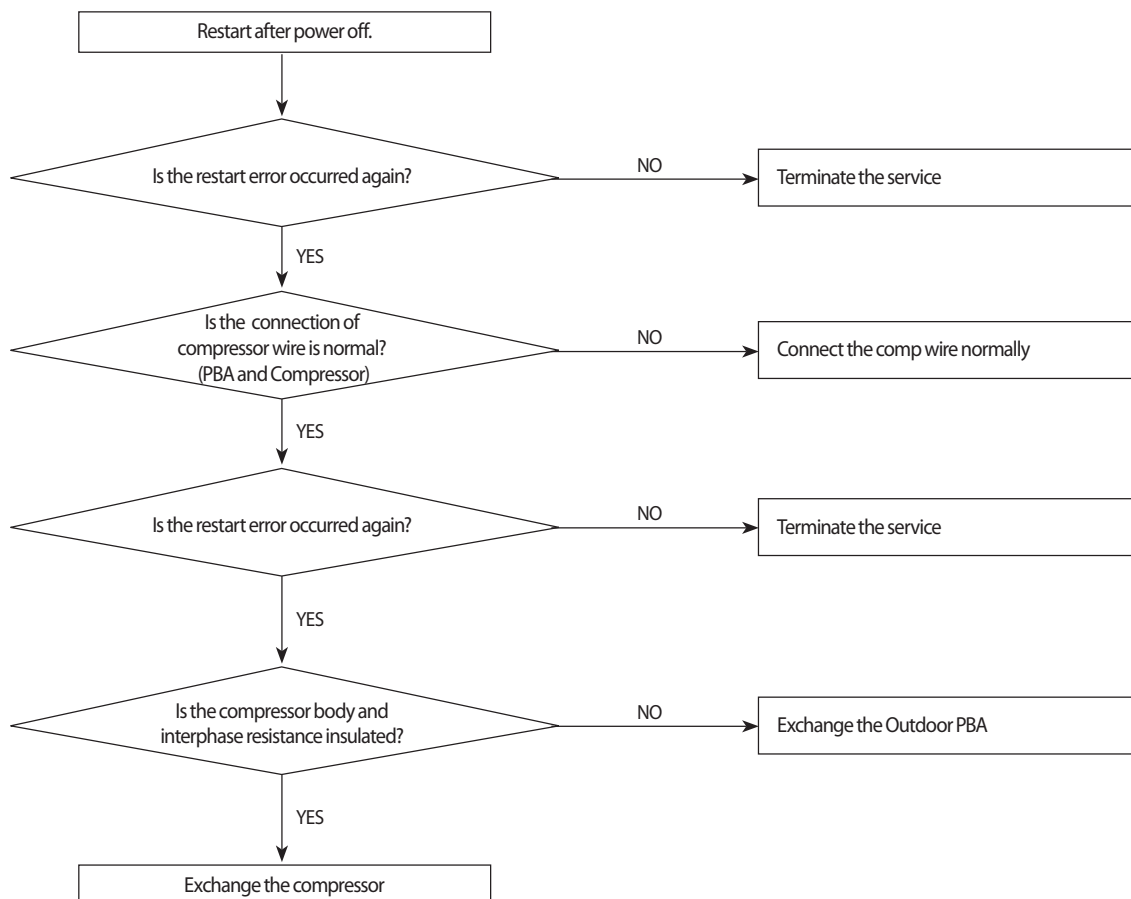 Restart after power off.
Is the restart error occurred again?
NO
Terminate the service
YES
Is the connection of
compressor wire is normal?
(PBA and Compressor)
NO
Connect the comp wire normally
YES
Is the restart error occurred again?
NO
Terminate the service
YES
Is the compressor body and
interphase resistance insulated?
NO
Exchange the Outdoor PBA
YES
Exchange the compressor